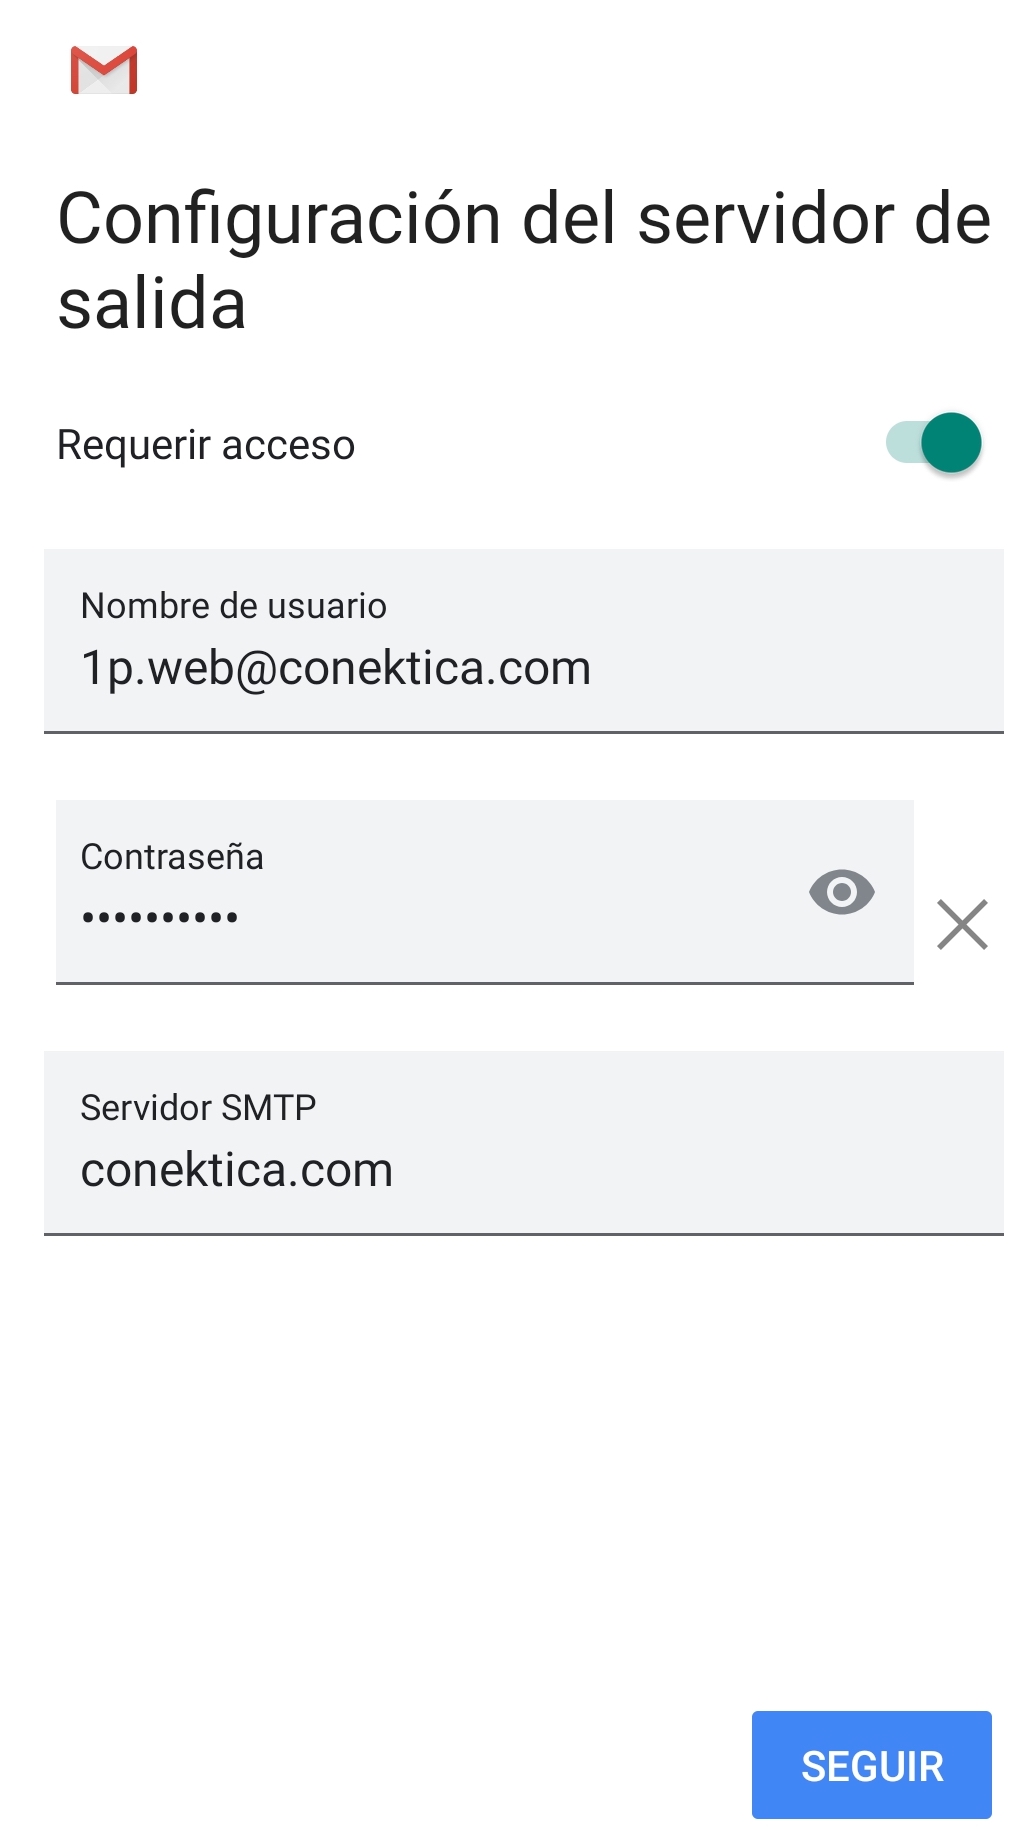 Configuración del servidor de
salida
Requerir acceso
Nombre de usuario
1p.web@conektica.com
Contraseña
••••••••••
Servidor SMTP
conektica.com
SEGUIR